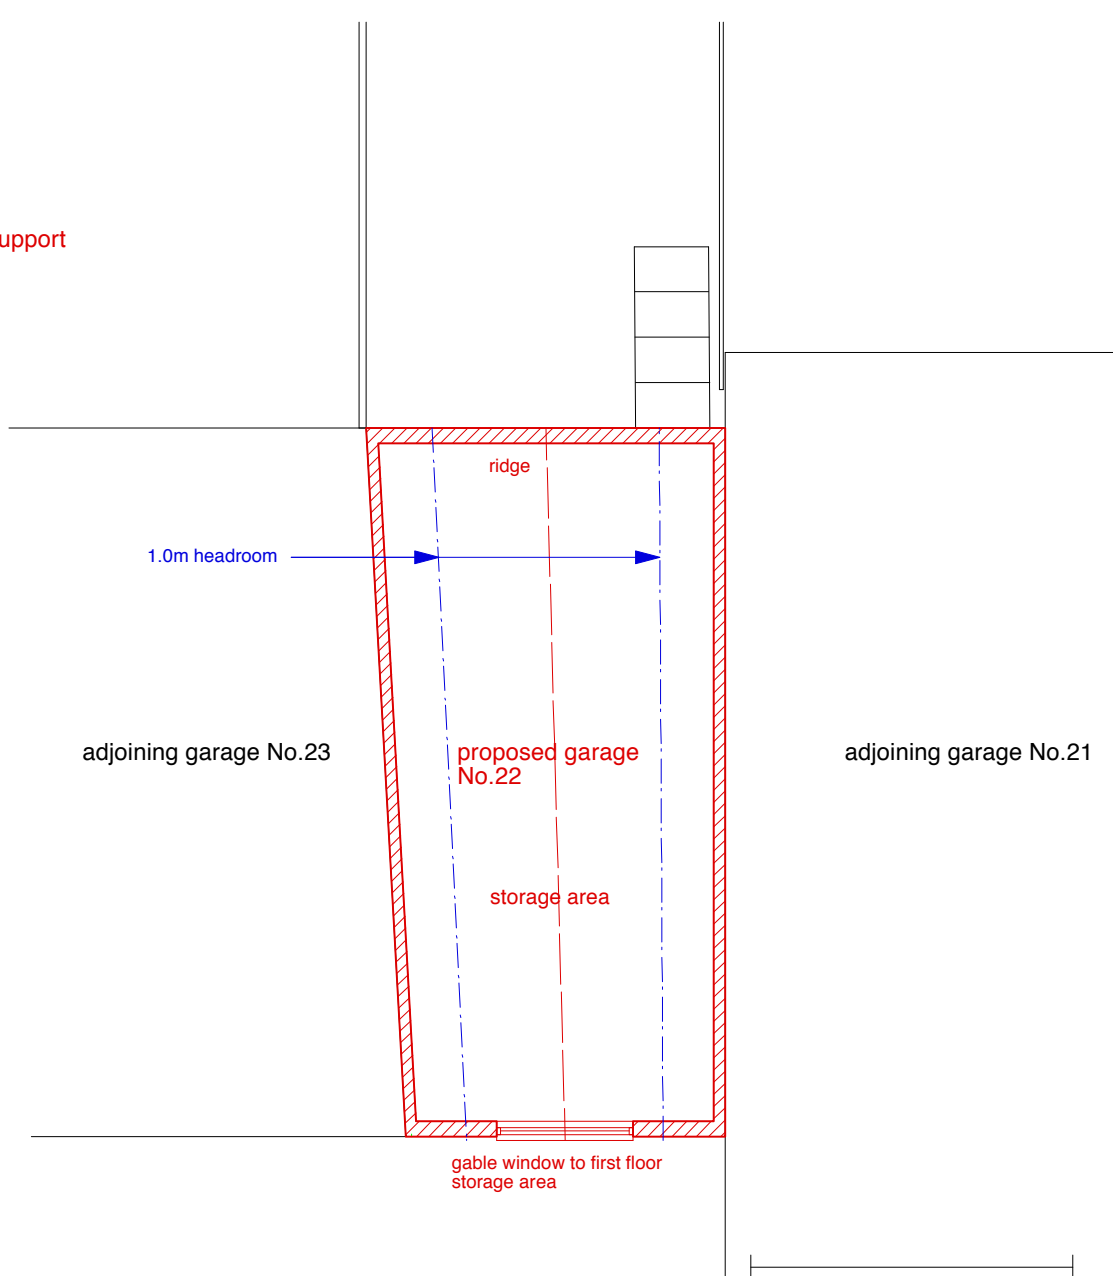 upport
ridge
1.0m headroom
adjoining garage No.23
proposed garage
No.22
adjoining garage No.21
storage area
gable window to first floor
storage area